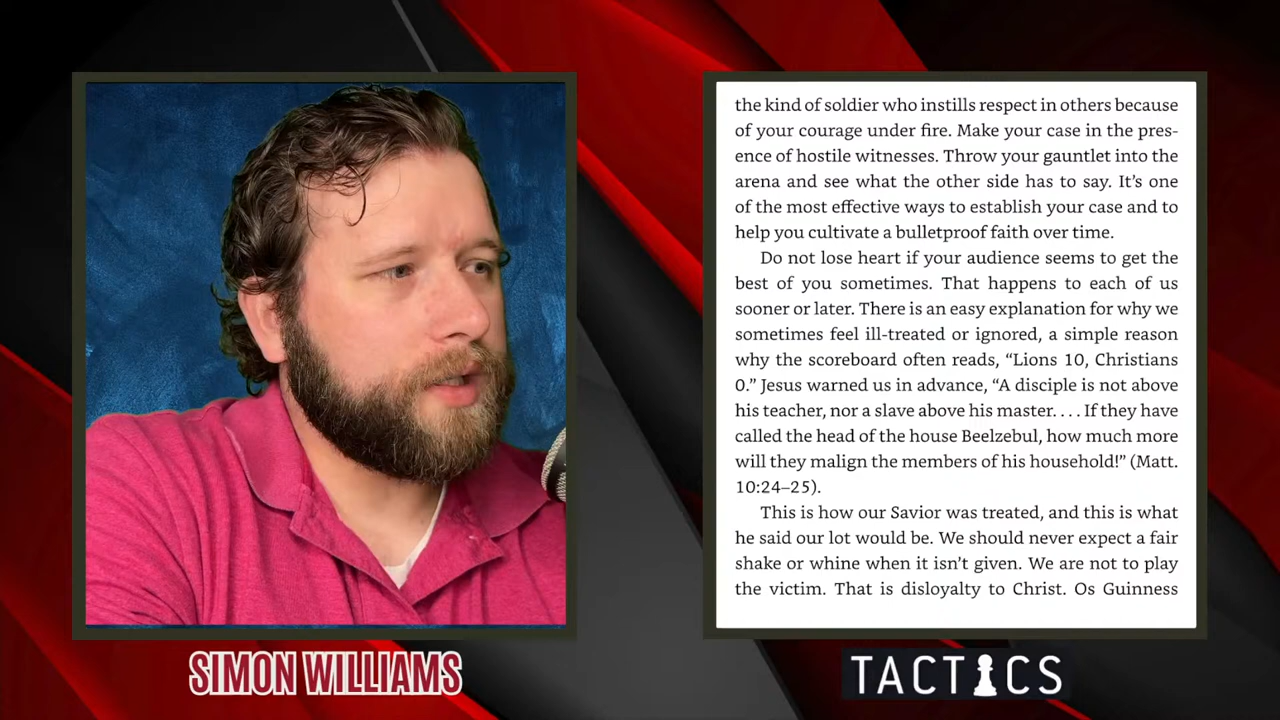 the kind of soldier who instills respect in others because
of your courage under fire. Make your case in the pres-
ence of hostile witnesses. Throw your gauntlet into the
arena and see what the other side has to say. It's one
of the most effective ways to establish your case and to
help you cultivate a bulletproof faith over time.
Do not lose heart if your audience seems to get the
best of you sometimes. That happens to each of us
sooner or later. There is an easy explanation for why we
sometimes feel ill-treated or ignored, a simple reason
why the scoreboard often reads, “Lions 10, Christians
0.” Jesus warned us in advance, “A disciple is not above
his teacher, nor a slave above his master. . . . If they have
called the head of the house Beelzebul, how much more
will they malign the members of his household!” (Matt.
10:24–25).
This is how our Savior was treated, and this is what
he said our lot would be. We should never expect a fair
shake or whine when it isn't given. We are not to play
the victim. That is disloyalty to Christ. Os Guinness
SIMON WILLIAMS
TACTICS